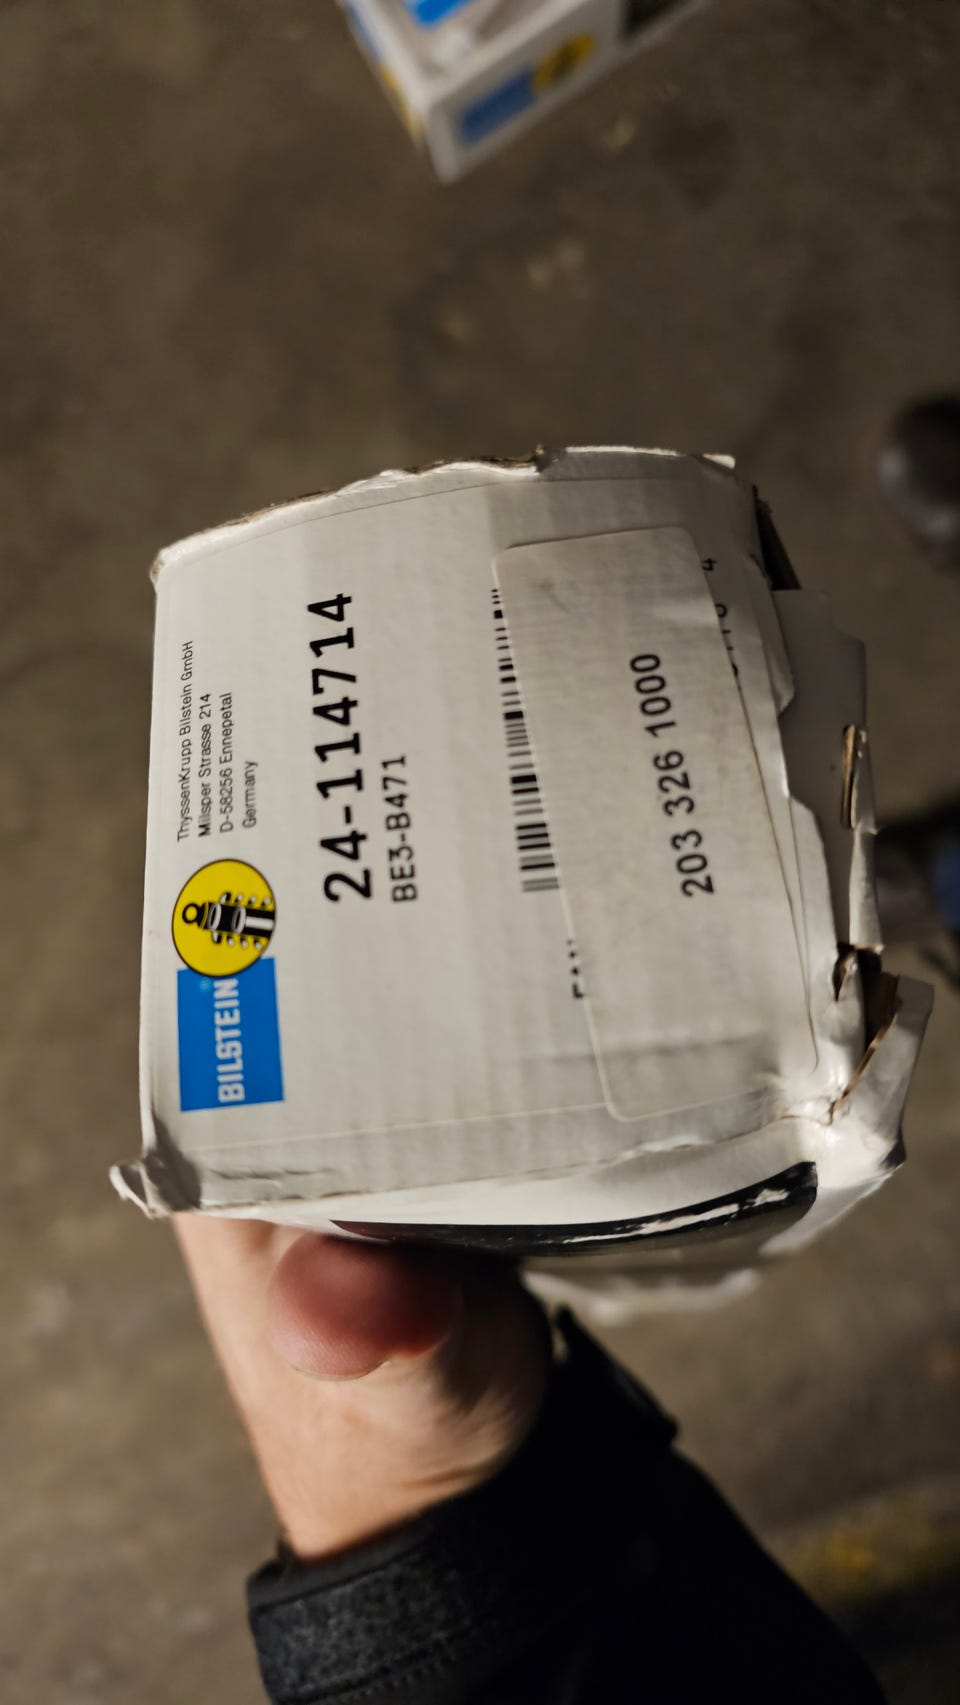 BILSTEIN
ThyssenKrupp Bilstein GmbH
Milsper Strasse 214
D-58256 Ennepetal
Germany
24-114714
BE3-B471
203 326 1000